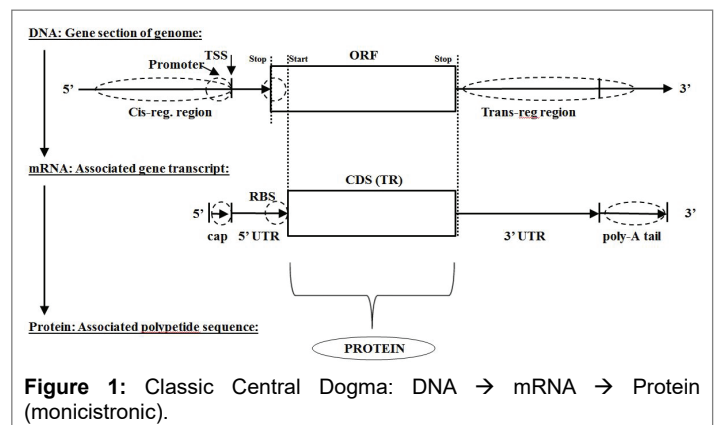 DNA: Gene section of genome:
TSS
Promoter
Stop
Start
ORF
Stop
5'
3'
Cis-reg. region
Trans-reg region
mRNA: Associated gene transcript:
CDS (TR)
RBS
5'
3'
cap
5' UTR
3' UTR
poly-A tail
Protein: Associated polypetide sequence:
PROTEIN
Figure 1: Classic Central Dogma: DNA → mRNA → Protein
(monicistronic).